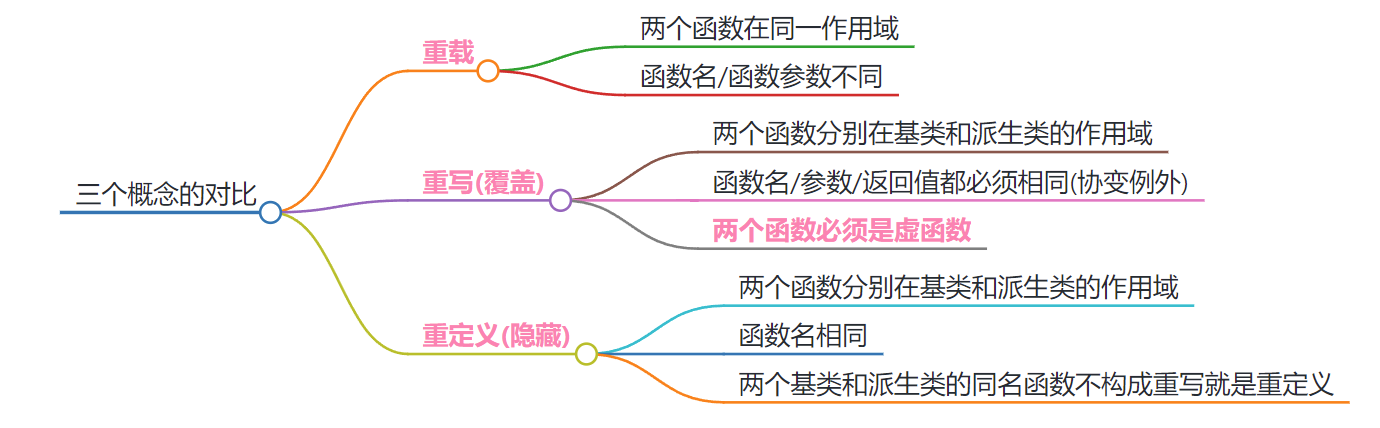 三个概念的对比
重载
两个函数在同一作用域
函数名/函数参数不同
重写(覆盖)
两个函数分别在基类和派生类的作用域
函数名/参数/返回值都必须相同(协变例外)
两个函数必须是虚函数
重定义(隐藏)
两个函数分别在基类和派生类的作用域
函数名相同
两个基类和派生类的同名函数不构成重写就是重定义